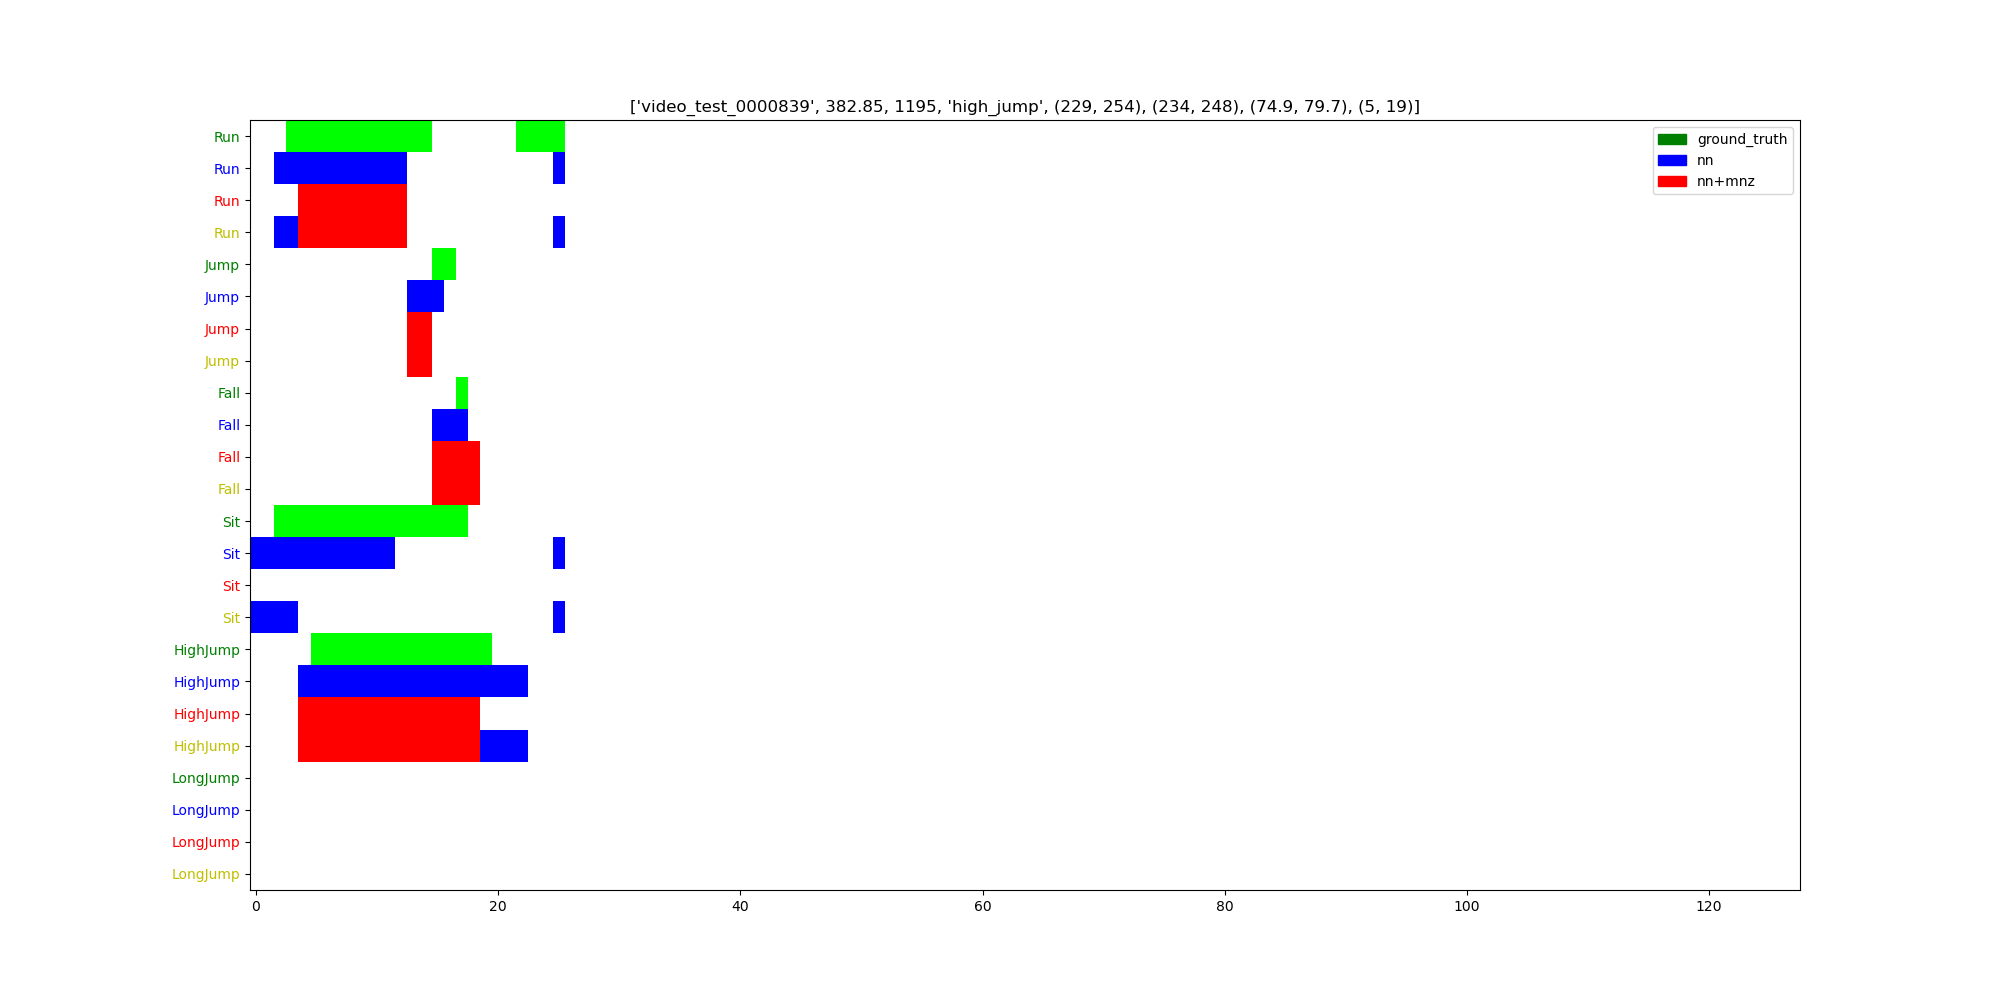 ['video_test_0000839', 382.85, 1195, 'high_jump', (229, 254), (234, 248), (74.9, 79.7), (5, 19)]
ground_truth
nn
nn+mnz
Run
Run
Run
Run
Jump
Jump
Jump
Jump
Fall
Fall
Fall
Fall
Sit
Sit
Sit
Sit
HighJump
HighJump
HighJump
HighJump
LongJump
LongJump
LongJump
LongJump
0 20 40 60 80 100 120